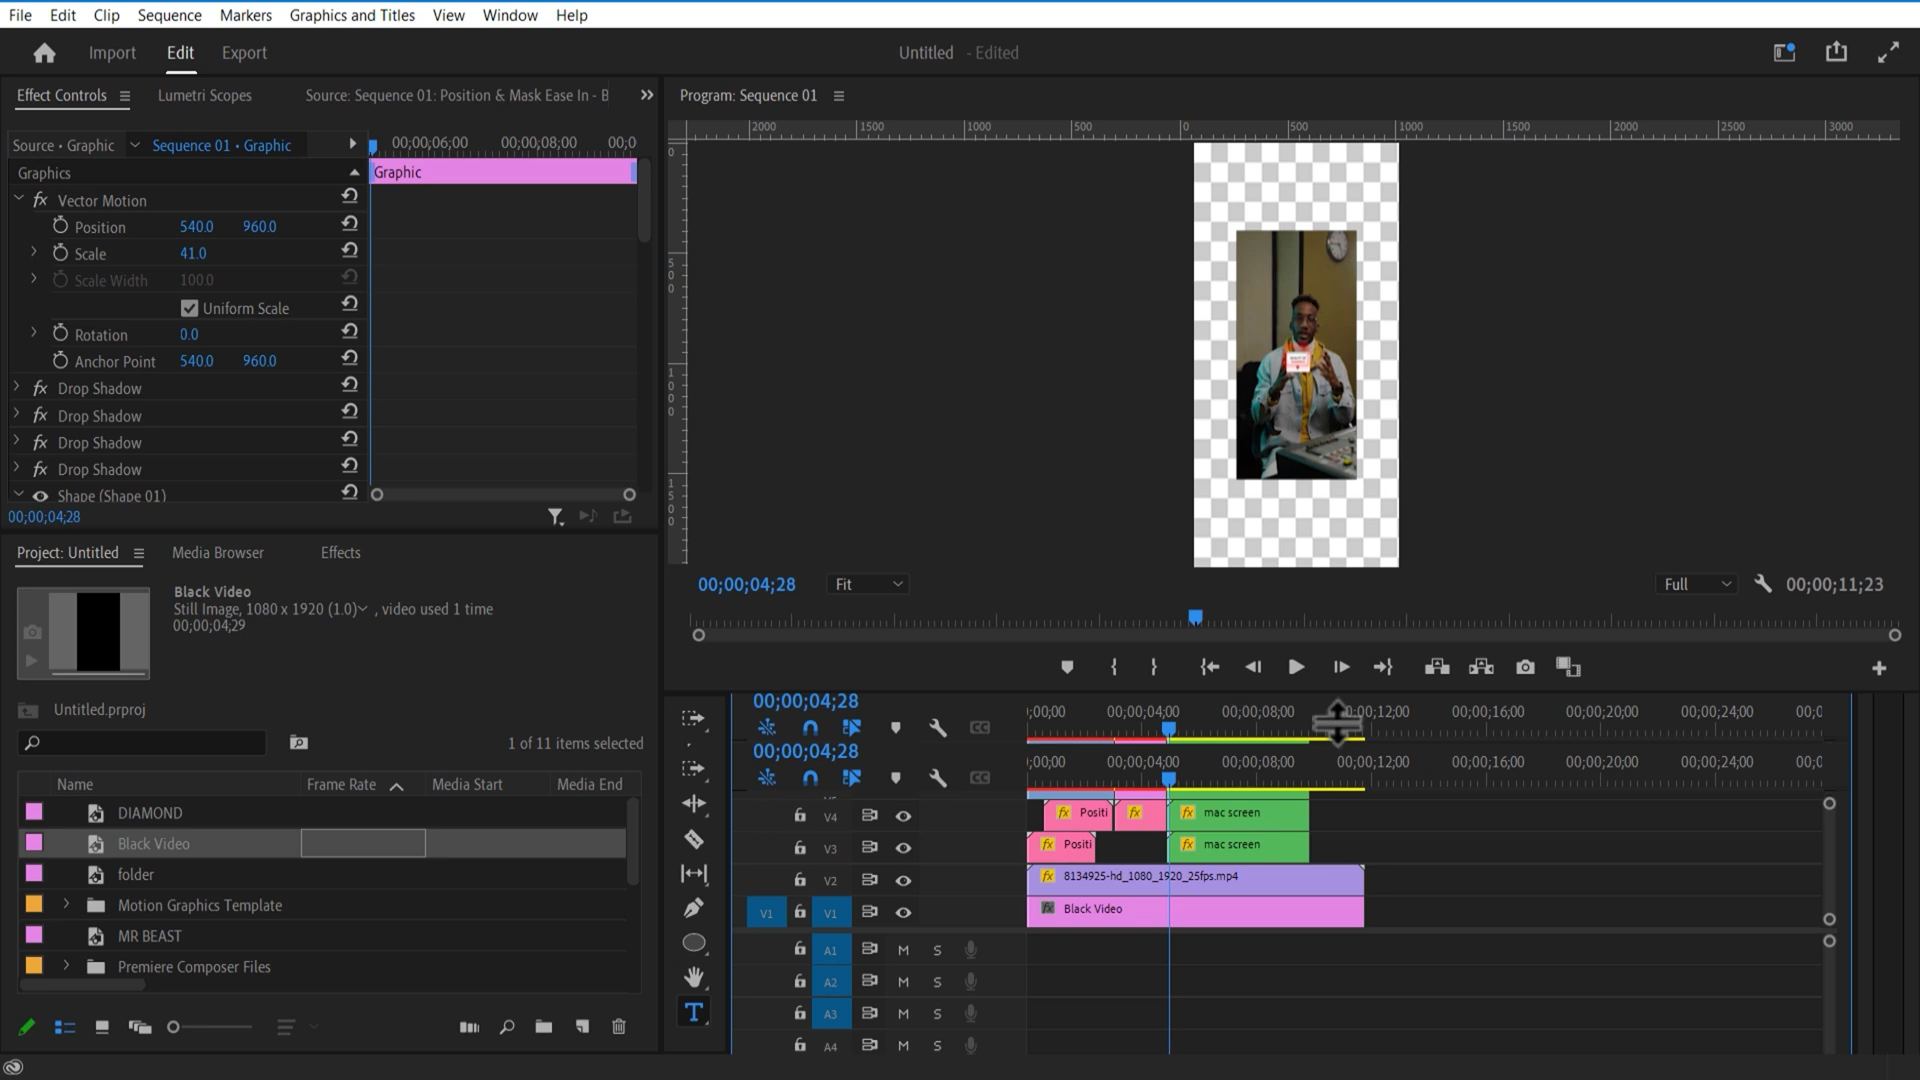 File Edit Clip Sequence Markers Graphics and Titles View Window Help
Import Edit Export Untitled - Edited
Effect Controls Lumetri Scopes Source: Sequence 01: Position & Mask Ease In - B
Program: Sequence 01
Source • Graphic Sequence 01 • Graphic 00;00;06;00 00;00;08;00 00;0
Graphics Graphic
fx Vector Motion
Position 540.0 960.0
Scale 41.0
Scale Width 100.0
Uniform Scale
Rotation 0.0
Anchor Point 540.0 960.0
fx Drop Shadow
fx Drop Shadow
fx Drop Shadow
fx Drop Shadow
Shape (Shape 01)
00;00;04;28
2000 1500 1000 500 0 500 1000 1500 2000 2500 3000
0
500
1000
1500
00;00;04;28 Fit Full 00;00;11;23
Project: Untitled Media Browser Effects
Black Video
Still Image, 1080 x 1920 (1.0) , video used 1 time
00;00;04;29
Untitled.prproj
1 of 11 items selected
Name Frame Rate Media Start Media End
DIAMOND
Black Video
folder
Motion Graphics Template
MR BEAST
Premiere Composer Files
00;00;04;28
;00;00 00;00;04;00 00;00;08;00 00;00;12;00 00;00;16;00 00;00;20;00 00;00;24;00 00;0
00;00;04;28
;00;00 00;00;04;00 00;00;08;00 00;00;12;00 00;00;16;00 00;00;20;00 00;00;24;00 00;0
V4 fx Positi fx fx mac screen
V3 fx Positi fx mac screen
V2 fx 8134925-hd_1080_1920_25fps.mp4
V1 V1 fx Black Video
A1 M S
A2 M S
A3 M S
A4 M S
T